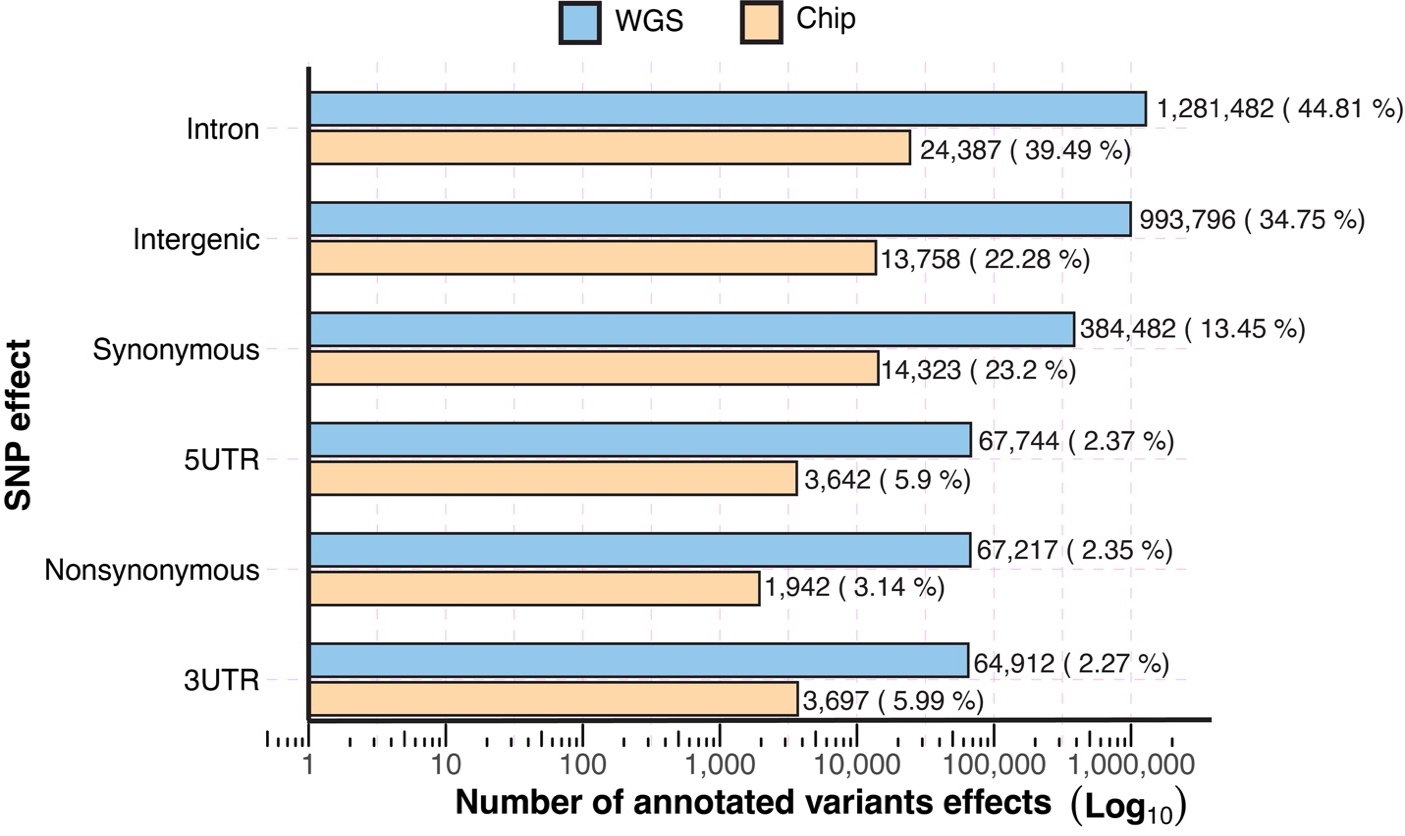 WGS Chip
Intron
1,281,482 ( 44.81 %)
24,387 ( 39.49 %)
Intergenic
993,796 ( 34.75 %)
13,758 ( 22.28 %)
Synonymous
384,482 ( 13.45 %)
14,323 ( 23.2 %)
5UTR
67,744 ( 2.37 %)
3,642 ( 5.9 %)
Nonsynonymous
67,217 ( 2.35 %)
1,942 ( 3.14 %)
3UTR
64,912 ( 2.27 %)
3,697 ( 5.99 %)
SNP effect
1 10 100 1,000 10,000 100,000 1,000,000
Number of annotated variants effects (Log₁₀)